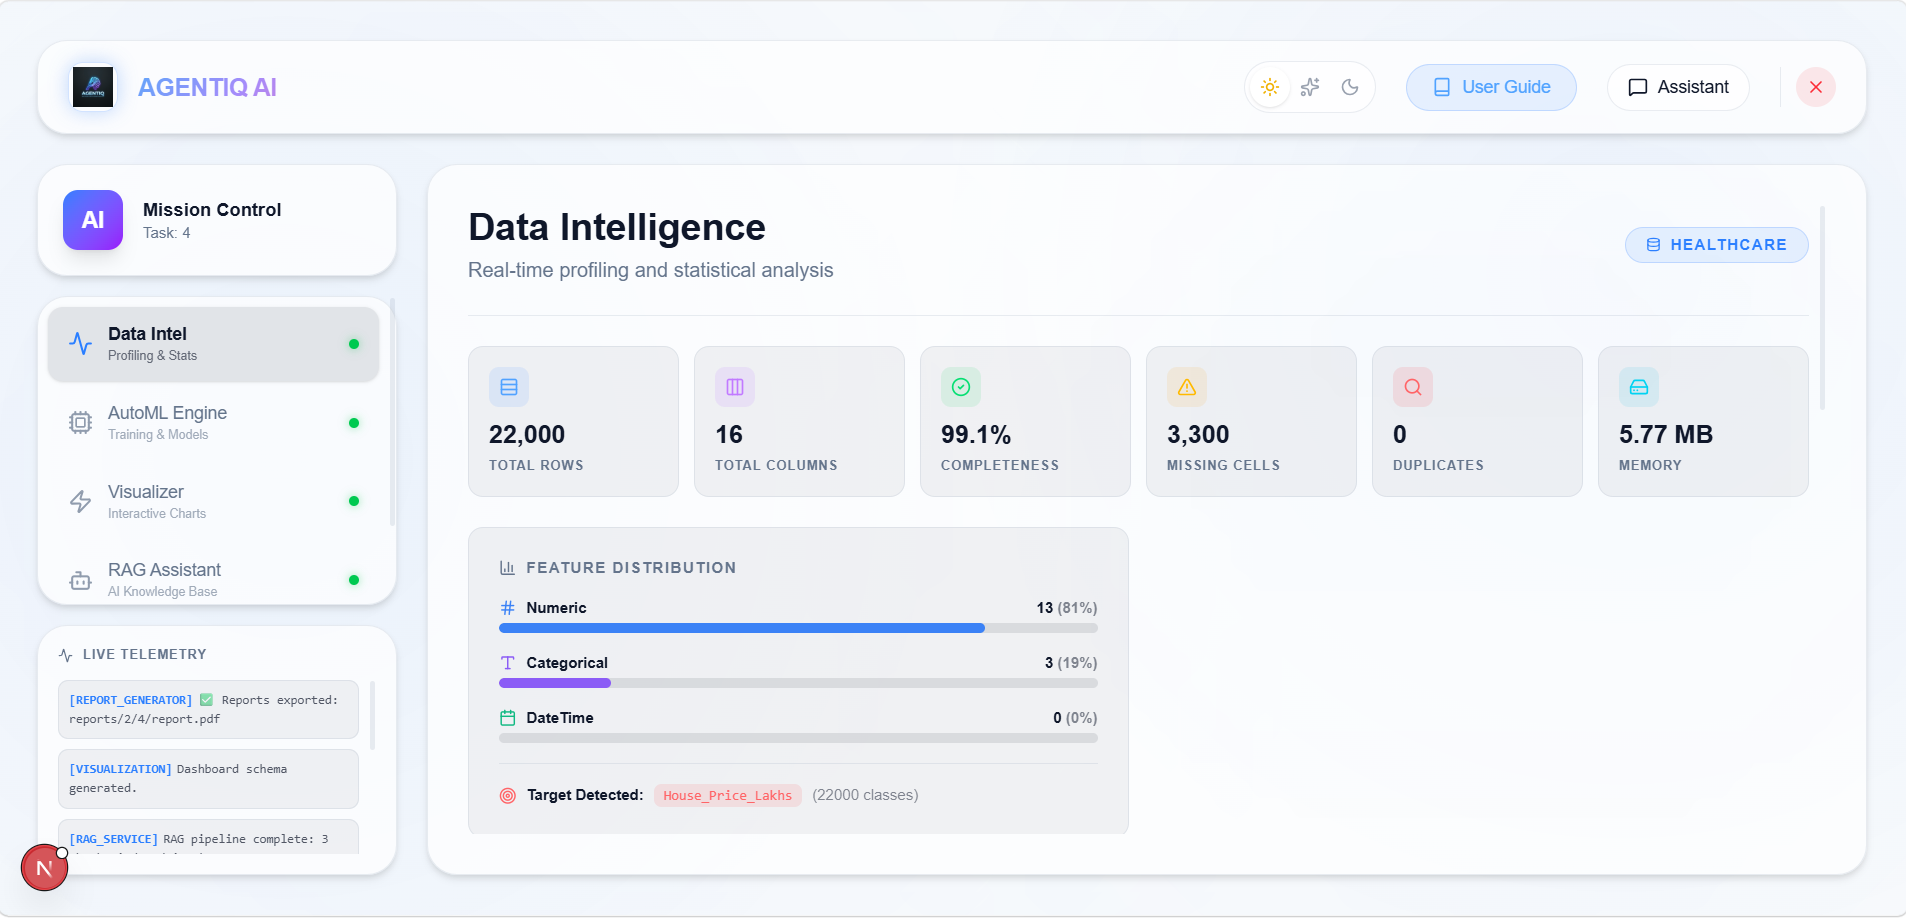 AGENTIQ AI
User Guide
Assistant
AI
Mission Control
Task: 4
Data Intel
Profiling & Stats
AutoML Engine
Training & Models
Visualizer
Interactive Charts
RAG Assistant
AI Knowledge Base
LIVE TELEMETRY
[REPORT_GENERATOR] ✅ Reports exported:
reports/2/4/report.pdf
[VISUALIZATION] Dashboard schema
generated.
[RAG_SERVICE] RAG pipeline complete: 3
N
Data Intelligence
Real-time profiling and statistical analysis
HEALTHCARE
22,000
TOTAL ROWS
16
TOTAL COLUMNS
99.1%
COMPLETENESS
3,300
MISSING CELLS
0
DUPLICATES
5.77 MB
MEMORY
FEATURE DISTRIBUTION
Numeric 13 (81%)
Categorical 3 (19%)
DateTime 0 (0%)
Target Detected: House_Price_Lakhs (22000 classes)